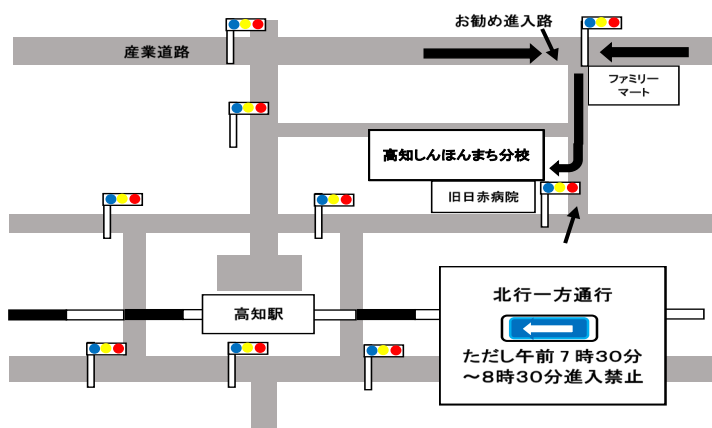 お勧め進入路
産業道路
ファミリー
マート
高知しんほんまち分校
旧日赤病院
高知駅
北行一方通行
ただし午前７時30分
～8時30分進入禁止